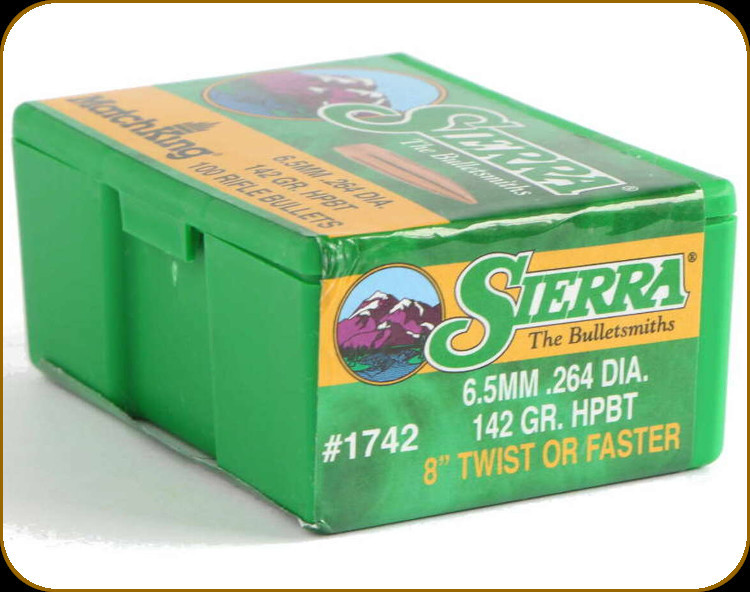 SIERRA®
The Bulletsmiths
MatchKing®
6.5MM .264 DIA.
142 GR. HPBT
100 RIFLE BULLETS
SIERRA®
The Bulletsmiths
6.5MM .264 DIA.
142 GR. HPBT
#1742
8” TWIST OR FASTER